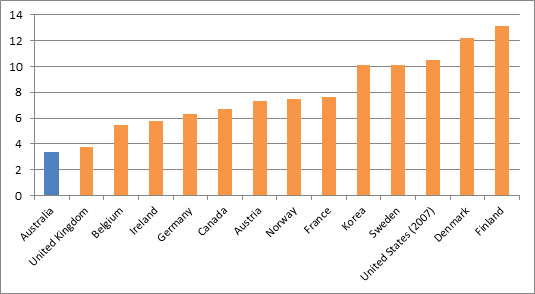 14
12
10
8
6
4
2
0
Australia
United Kingdom
Belgium
Ireland
Germany
Canada
Austria
Norway
France
Korea
Sweden
United States (2007)
Denmark
Finland